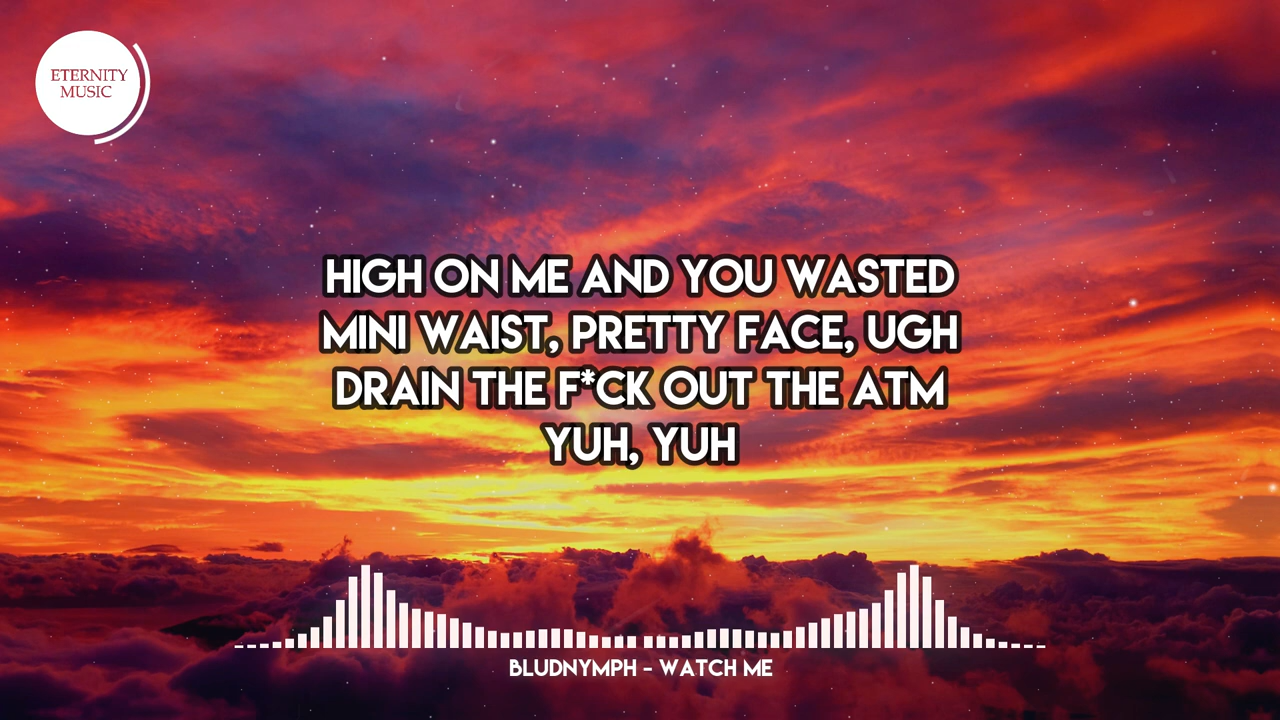 ETERNITY
MUSIC
HIGH ON ME AND YOU WASTED
MINI WAIST, PRETTY FACE, UGH
DRAIN THE F*CK OUT THE ATM
YUH, YUH
BLUDNYMPH - WATCH ME